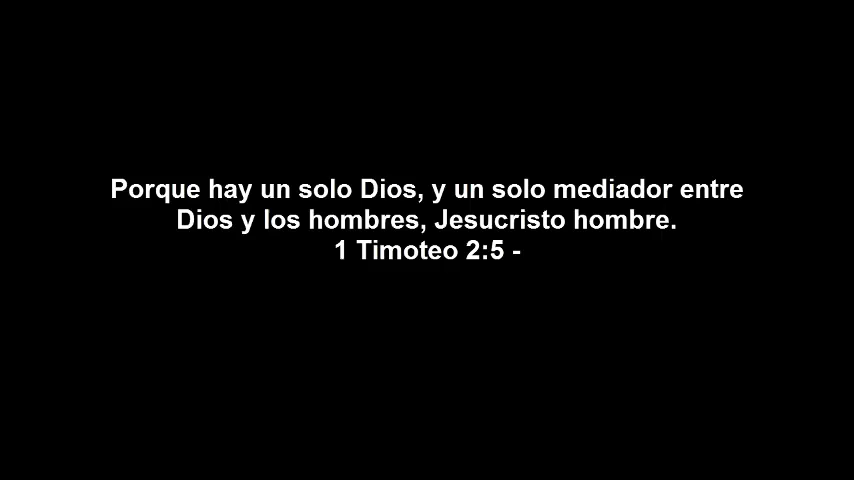 Porque hay un solo Dios, y un solo mediador entre
Dios y los hombres, Jesucristo hombre.
1 Timoteo 2:5 -